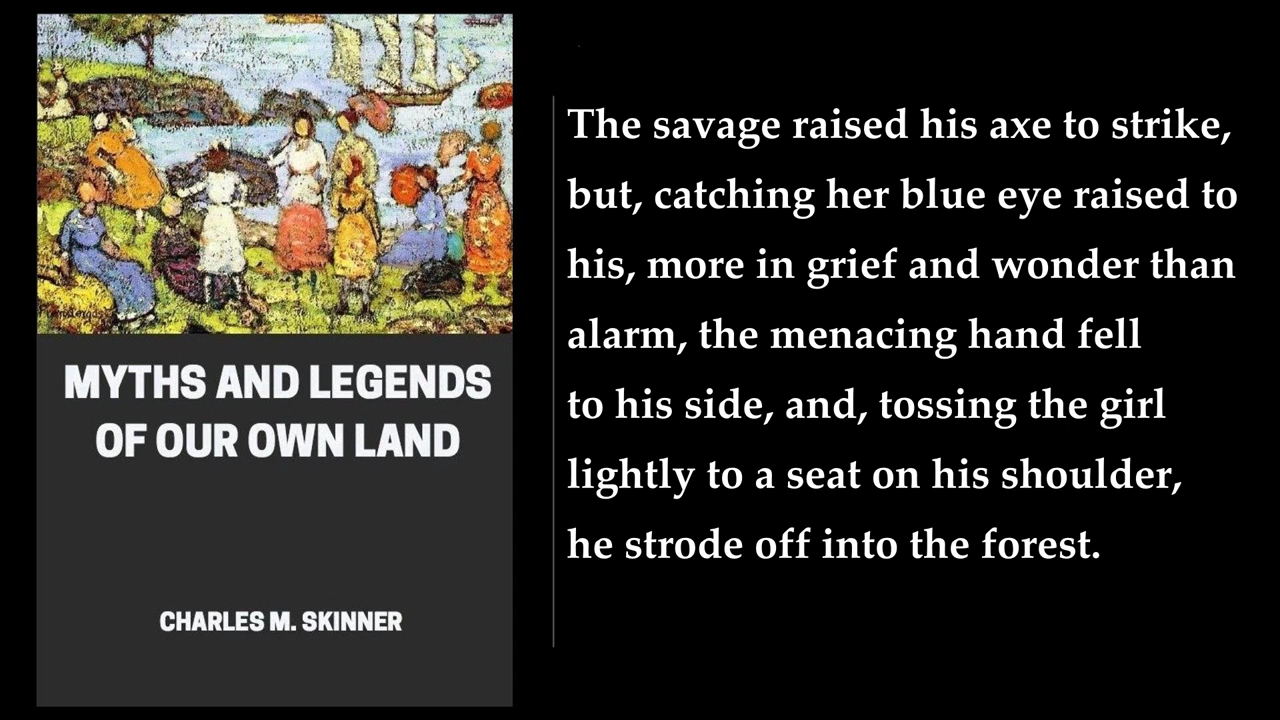 MYTHS AND LEGENDS
OF OUR OWN LAND
CHARLES M. SKINNER
The savage raised his axe to strike,
but, catching her blue eye raised to
his, more in grief and wonder than
alarm, the menacing hand fell
to his side, and, tossing the girl
lightly to a seat on his shoulder,
he strode off into the forest.